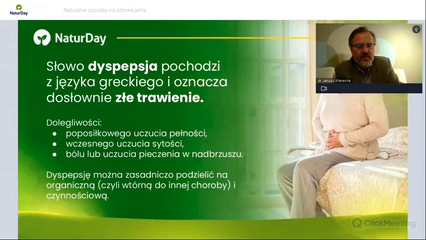 NaturDay
Naturalne sposoby na zdrowe jelita
NaturDay
Słowo dyspepsja pochodzi
z języka greckiego i oznacza
dosłownie złe trawienie.
Dolegliwości:
● poposiłkowego uczucia pełności,
● wczesnego uczucia sytości,
● bólu lub uczucia pieczenia w nadbrzuszu.
Dyspepsję można zasadniczo podzielić na
organiczną (czyli wtórną do innej choroby) i
czynnościową.
ClickMeeting